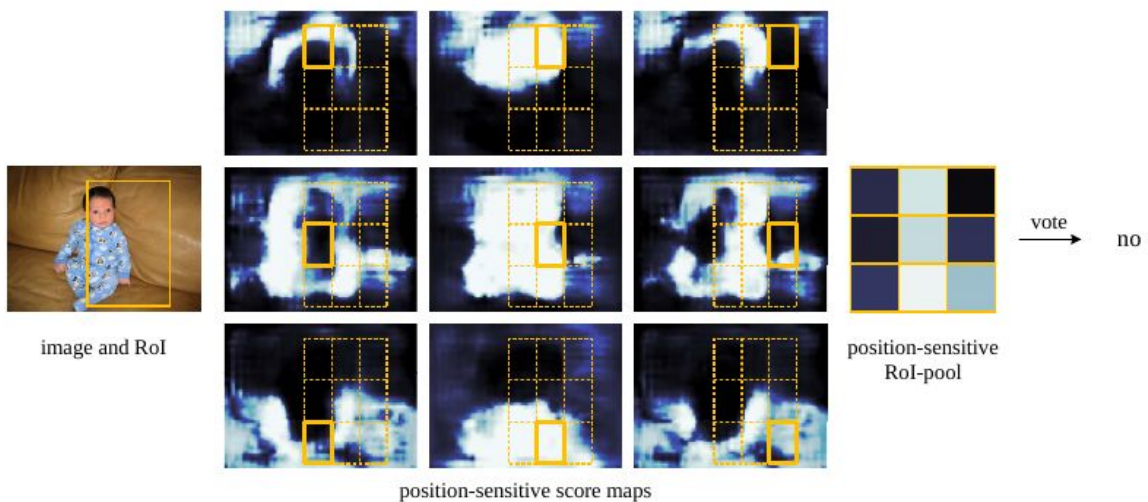 vote
no
image and RoI
position-sensitive
RoI-pool
position-sensitive score maps